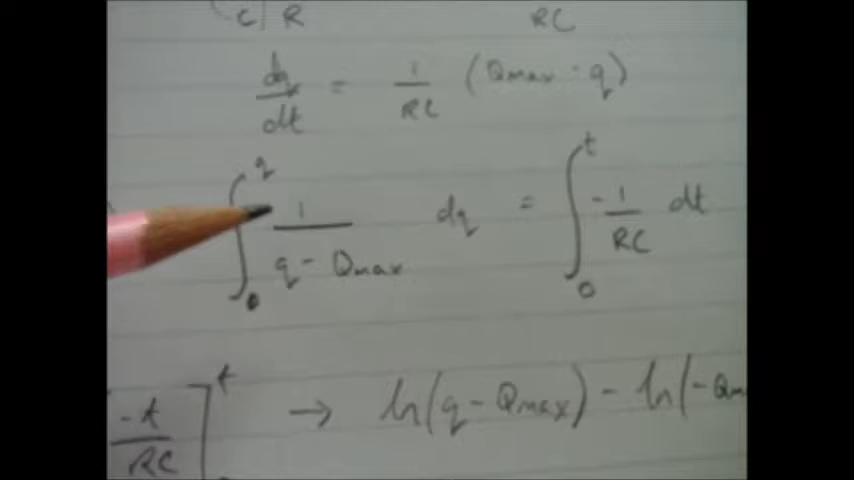 C R RC
dq/dt = 1/RC (Qmax - q)
∫₀^q 1/(q - Qmax) dq = ∫₀^t -1/RC dt
-t/RC ]^t → ln(q - Qmax) - ln(-Qm